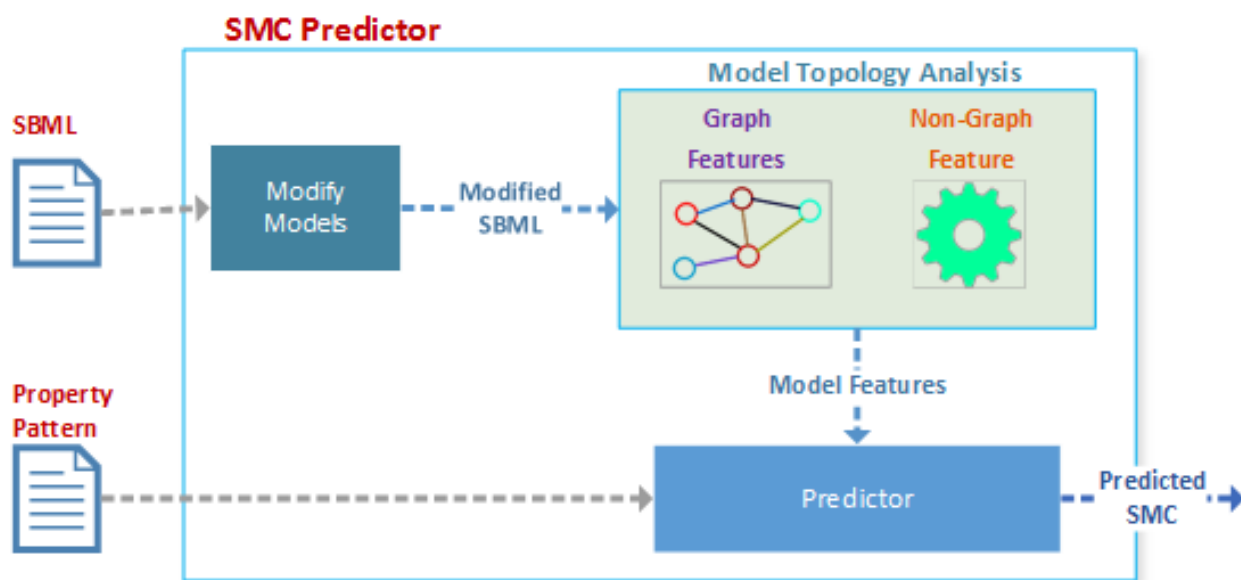 SMC Predictor
Model Topology Analysis
SBML
Graph
Features
Non-Graph
Feature
Modify
Models
Modified
SBML
Model Features
Property
Pattern
Predictor
Predicted
SMC